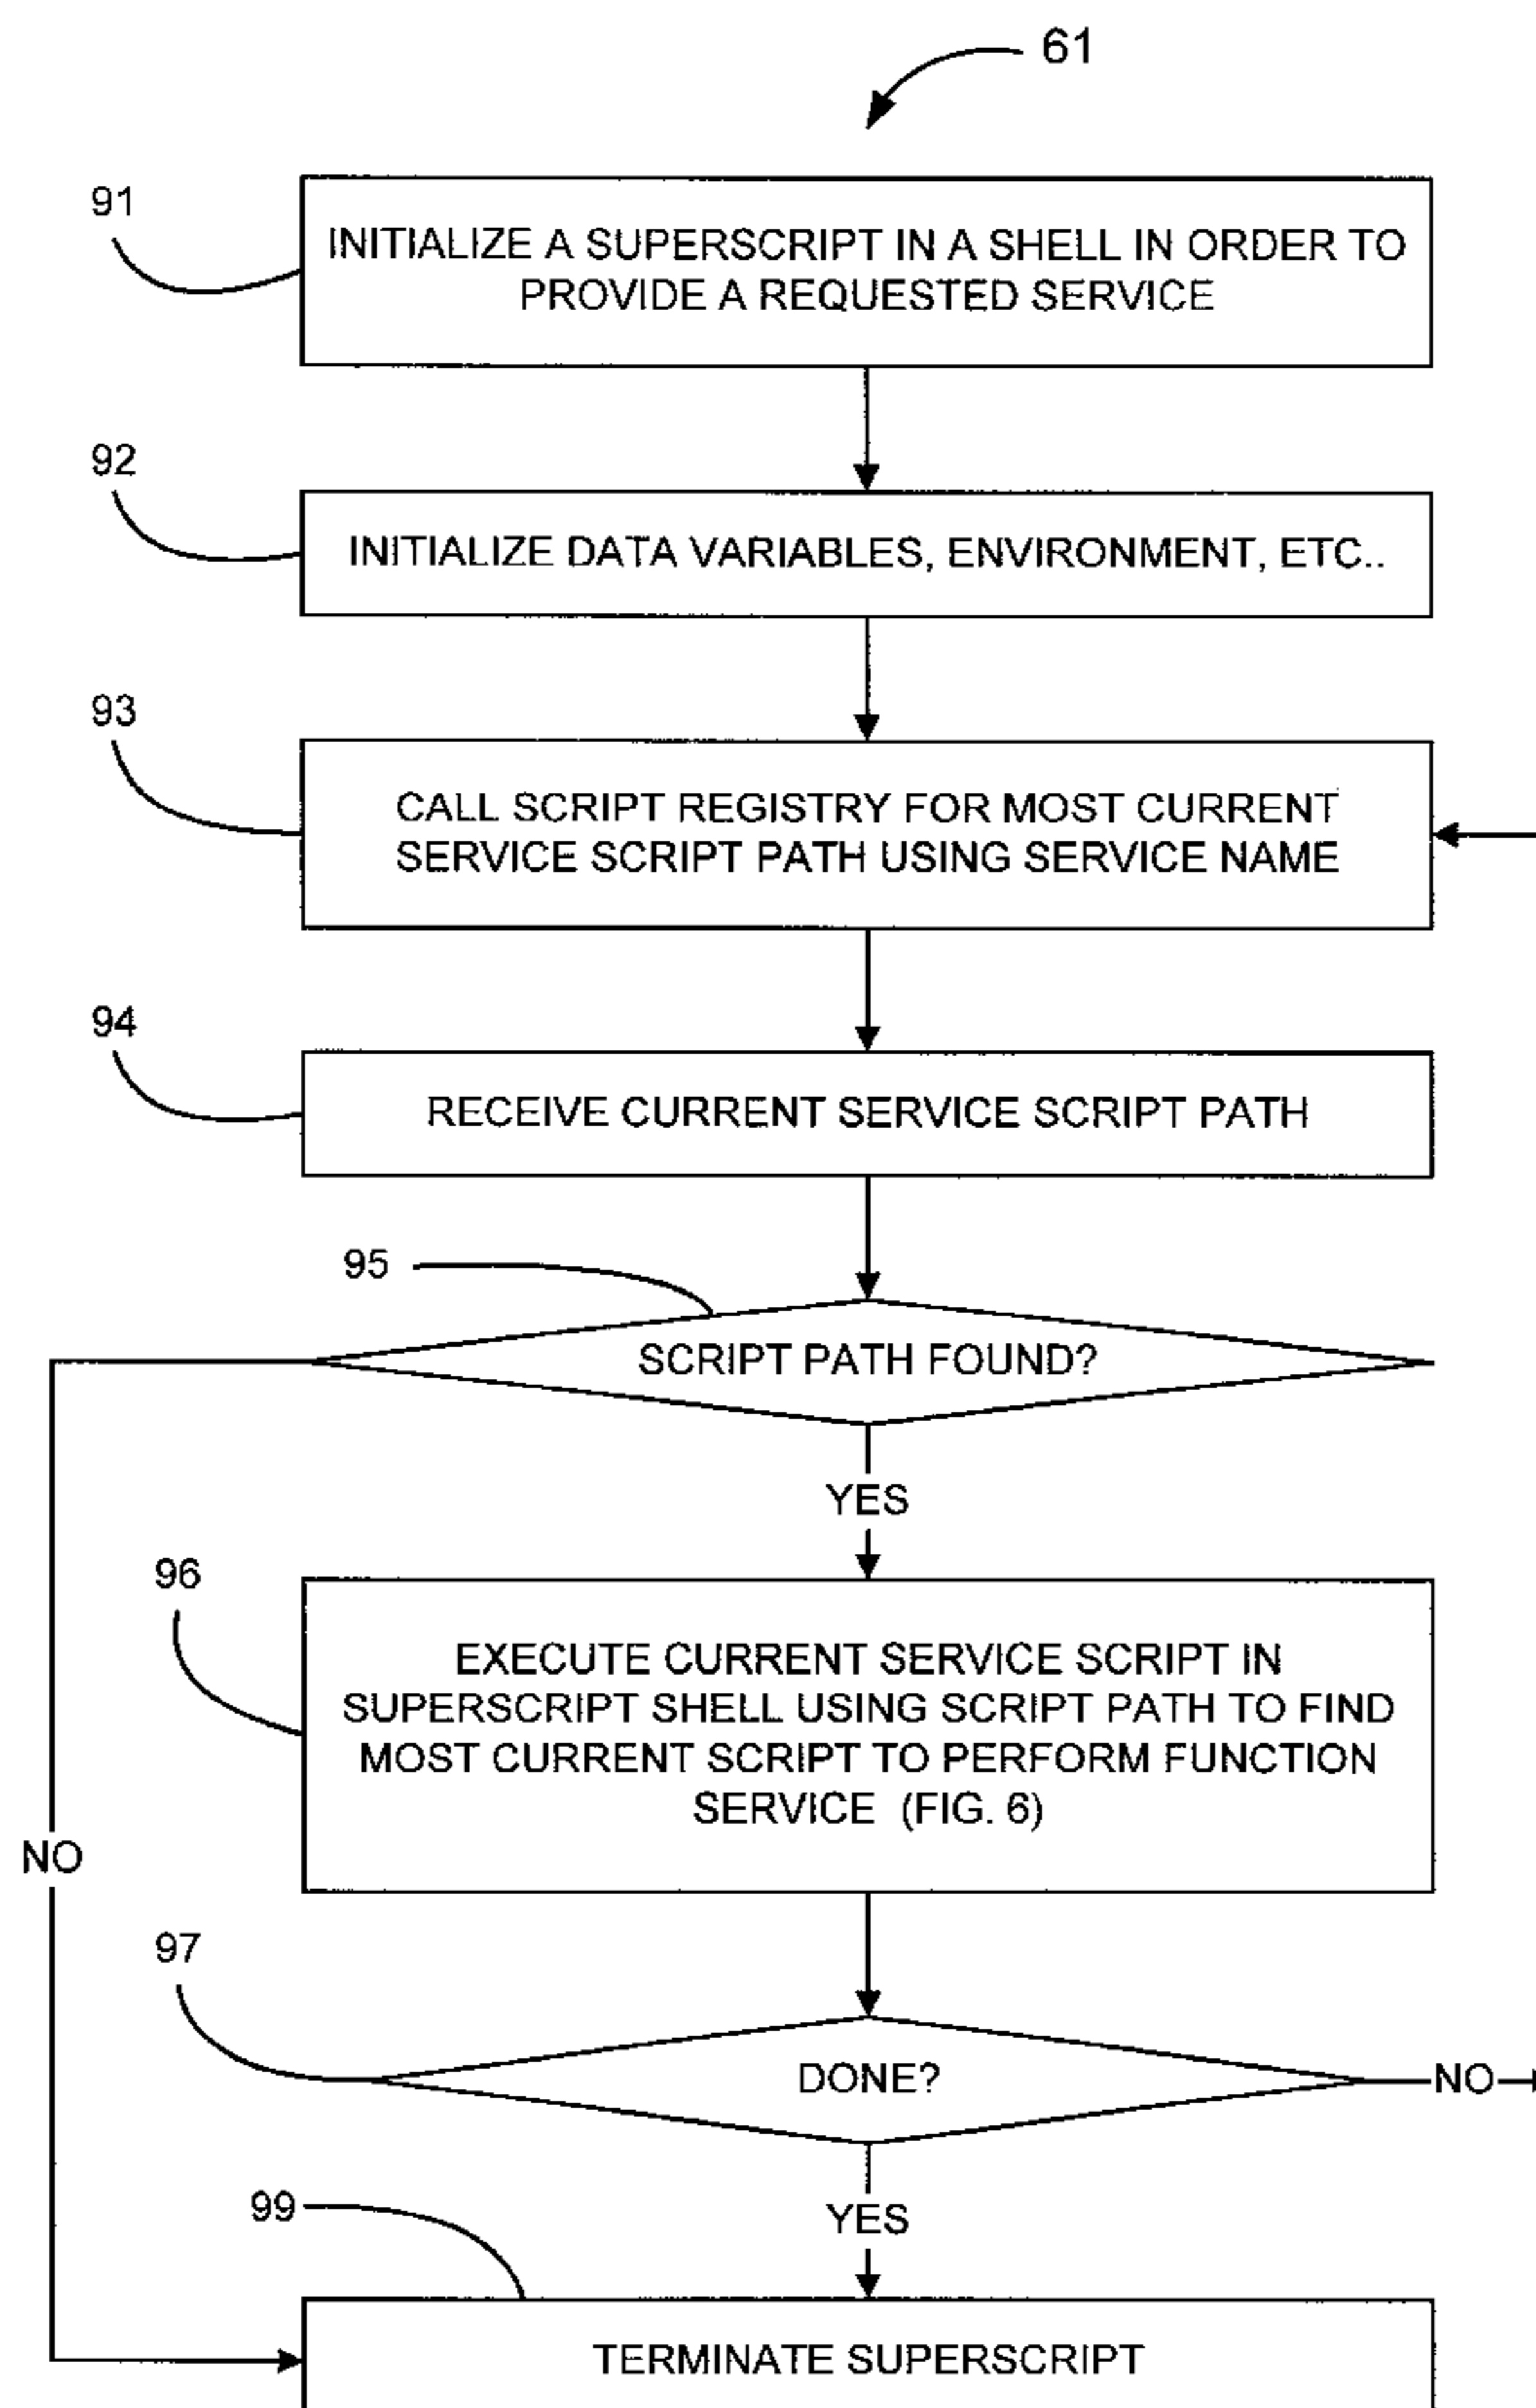 61
91
INITIALIZE A SUPERSCRIPT IN A SHELL IN ORDER TO
PROVIDE A REQUESTED SERVICE
92
INITIALIZE DATA VARIABLES, ENVIRONMENT, ETC..
93
CALL SCRIPT REGISTRY FOR MOST CURRENT
SERVICE SCRIPT PATH USING SERVICE NAME
94
RECEIVE CURRENT SERVICE SCRIPT PATH
95
SCRIPT PATH FOUND?
YES
96
EXECUTE CURRENT SERVICE SCRIPT IN
SUPERSCRIPT SHELL USING SCRIPT PATH TO FIND
MOST CURRENT SCRIPT TO PERFORM FUNCTION
SERVICE (FIG. 6)
NO
97
DONE?
NO
99
YES
TERMINATE SUPERSCRIPT